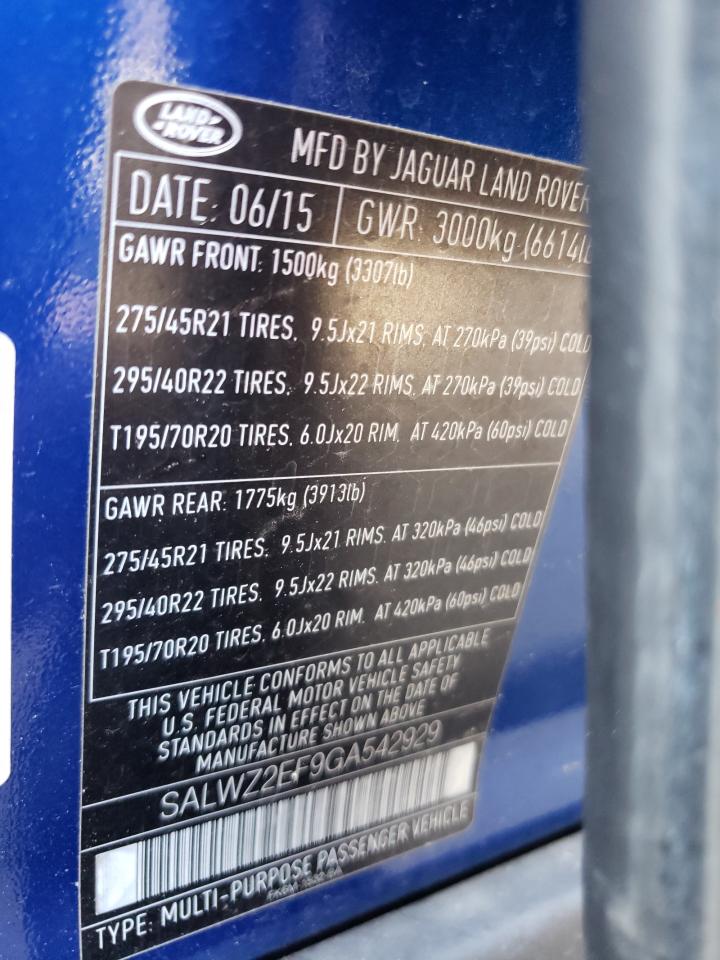 LAND-
-ROVER
MFD BY JAGUAR LAND ROVER
DATE: 06/15 GWR: 3000kg (6614l
GAWR FRONT: 1500kg (3307lb)
275/45R21 TIRES, 9.5Jx21 RIMS, AT 270kPa (39psi) COLD
295/40R22 TIRES, 9.5Jx22 RIMS, AT 270kPa (39psi) COLD
T195/70R20 TIRES, 6.0Jx20 RIM, AT 420kPa (60psi) COLD
GAWR REAR: 1775kg (3913lb)
275/45R21 TIRES, 9.5Jx21 RIMS, AT 320kPa (46psi) COLD
295/40R22 TIRES, 9.5Jx22 RIMS, AT 320kPa (46psi) COLD
T195/70R20 TIRES, 6.0Jx20 RIM, AT 420kPa (60psi) COLD
THIS VEHICLE CONFORMS TO ALL APPLICABLE
U.S. FEDERAL MOTOR VEHICLE SAFETY
STANDARDS IN EFFECT ON THE DATE OF
MANUFACTURE SHOWN ABOVE
SALWZ2EF9GA542929
TYPE: MULTI-PURPOSE PASSENGER VEHICLE